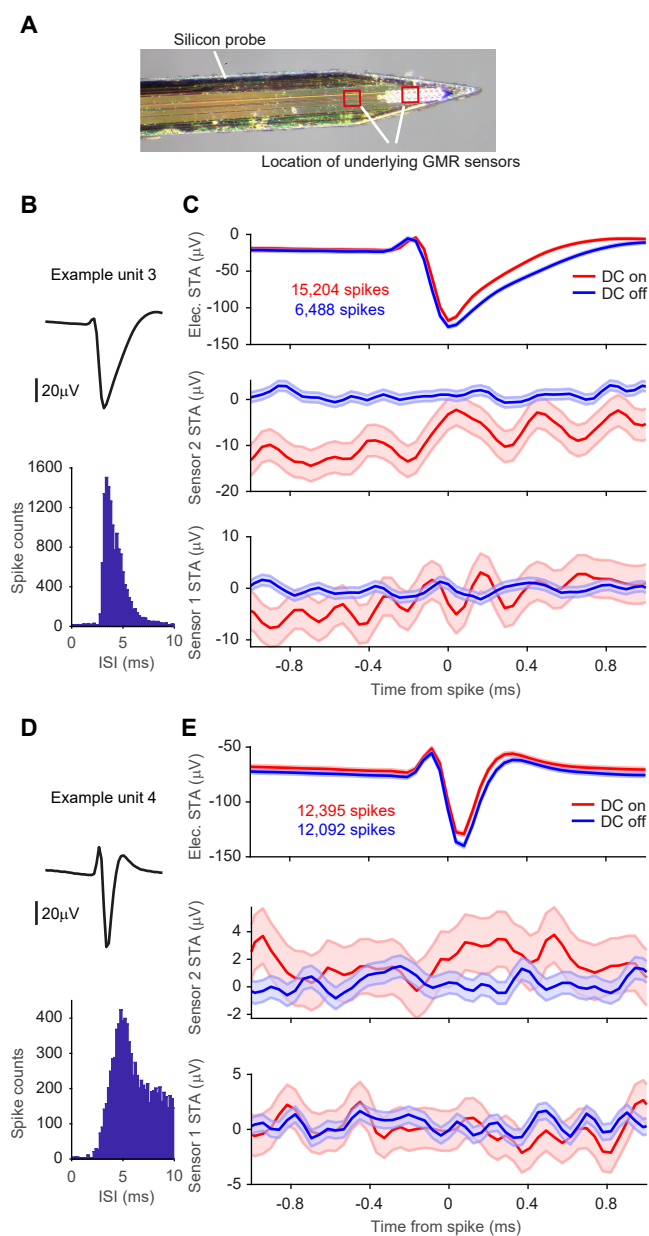 A
Silicon probe
Location of underlying GMR sensors
B
Example unit 3
20µV
Spike counts
1600
1200
800
400
0
0 5 10
ISI (ms)
C
Elec. STA (µV)
0
-50
-100
-150
15,204 spikes
6,488 spikes
DC on
DC off
Sensor 2 STA (µV)
0
-10
-20
Sensor 1 STA (µV)
10
0
-10
-0.8 -0.4 0 0.4 0.8
Time from spike (ms)
D
Example unit 4
20µV
Spike counts
400
300
200
100
0
0 5 10
ISI (ms)
E
Elec. STA (µV)
-50
-100
-150
12,395 spikes
12,092 spikes
DC on
DC off
Sensor 2 STA (µV)
4
2
0
-2
Sensor 1 STA (µV)
5
0
-5
-0.8 -0.4 0 0.4 0.8
Time from spike (ms)